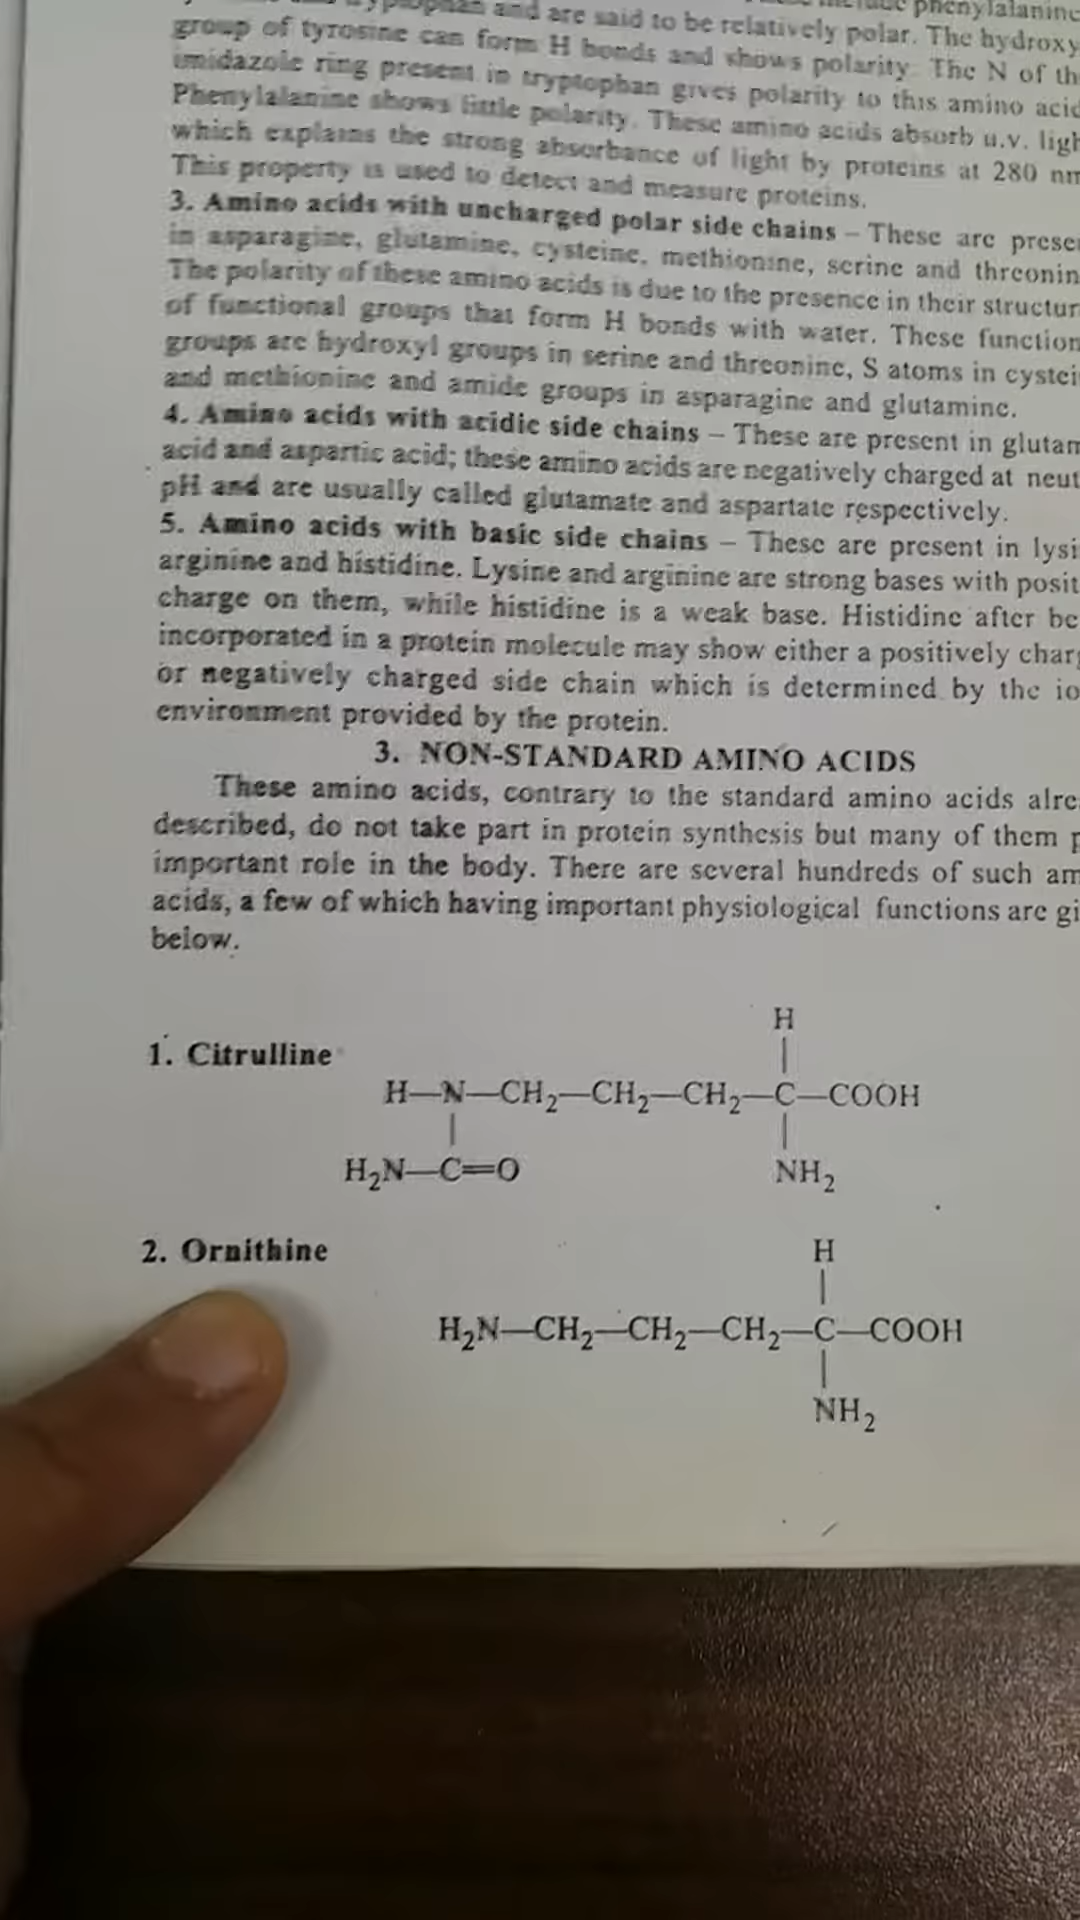 and are said to be relatively polar. The hydroxy
group of tyrosine can form H bonds and shows polarity. The N of th
imidazole ring present in tryptophan gives polarity to this amino acid
Phenylalanine shows little polarity. These amino acids absorb u.v. ligh
which explains the strong absorbance of light by proteins at 280 nm
This property is used to detect and measure proteins.
3. Amino acids with uncharged polar side chains – These are prese
in asparagine, glutamine, cysteine, methionine, serine and threonin
The polarity of these amino acids is due to the presence in their structur
of functional groups that form H bonds with water. These function
groups are hydroxyl groups in serine and threonine, S atoms in cystei
and methionine and amide groups in asparagine and glutamine.
4. Amino acids with acidic side chains – These are present in glutam
acid and aspartic acid; these amino acids are negatively charged at neut
pH and are usually called glutamate and aspartate respectively.
5. Amino acids with basic side chains – These are present in lysi
arginine and histidine. Lysine and arginine are strong bases with posit
charge on them, while histidine is a weak base. Histidine after be
incorporated in a protein molecule may show either a positively charg
or negatively charged side chain which is determined by the io
environment provided by the protein.
3. NON-STANDARD AMINO ACIDS
These amino acids, contrary to the standard amino acids alre
described, do not take part in protein synthesis but many of them p
important role in the body. There are several hundreds of such am
acids, a few of which having important physiological functions are gi
below.
H
1. Citrulline
H—N—CH₂—CH₂—CH₂—C—COOH
H₂N—C=O NH₂
2. Ornithine H
H₂N—CH₂—CH₂—CH₂—C—COOH
NH₂